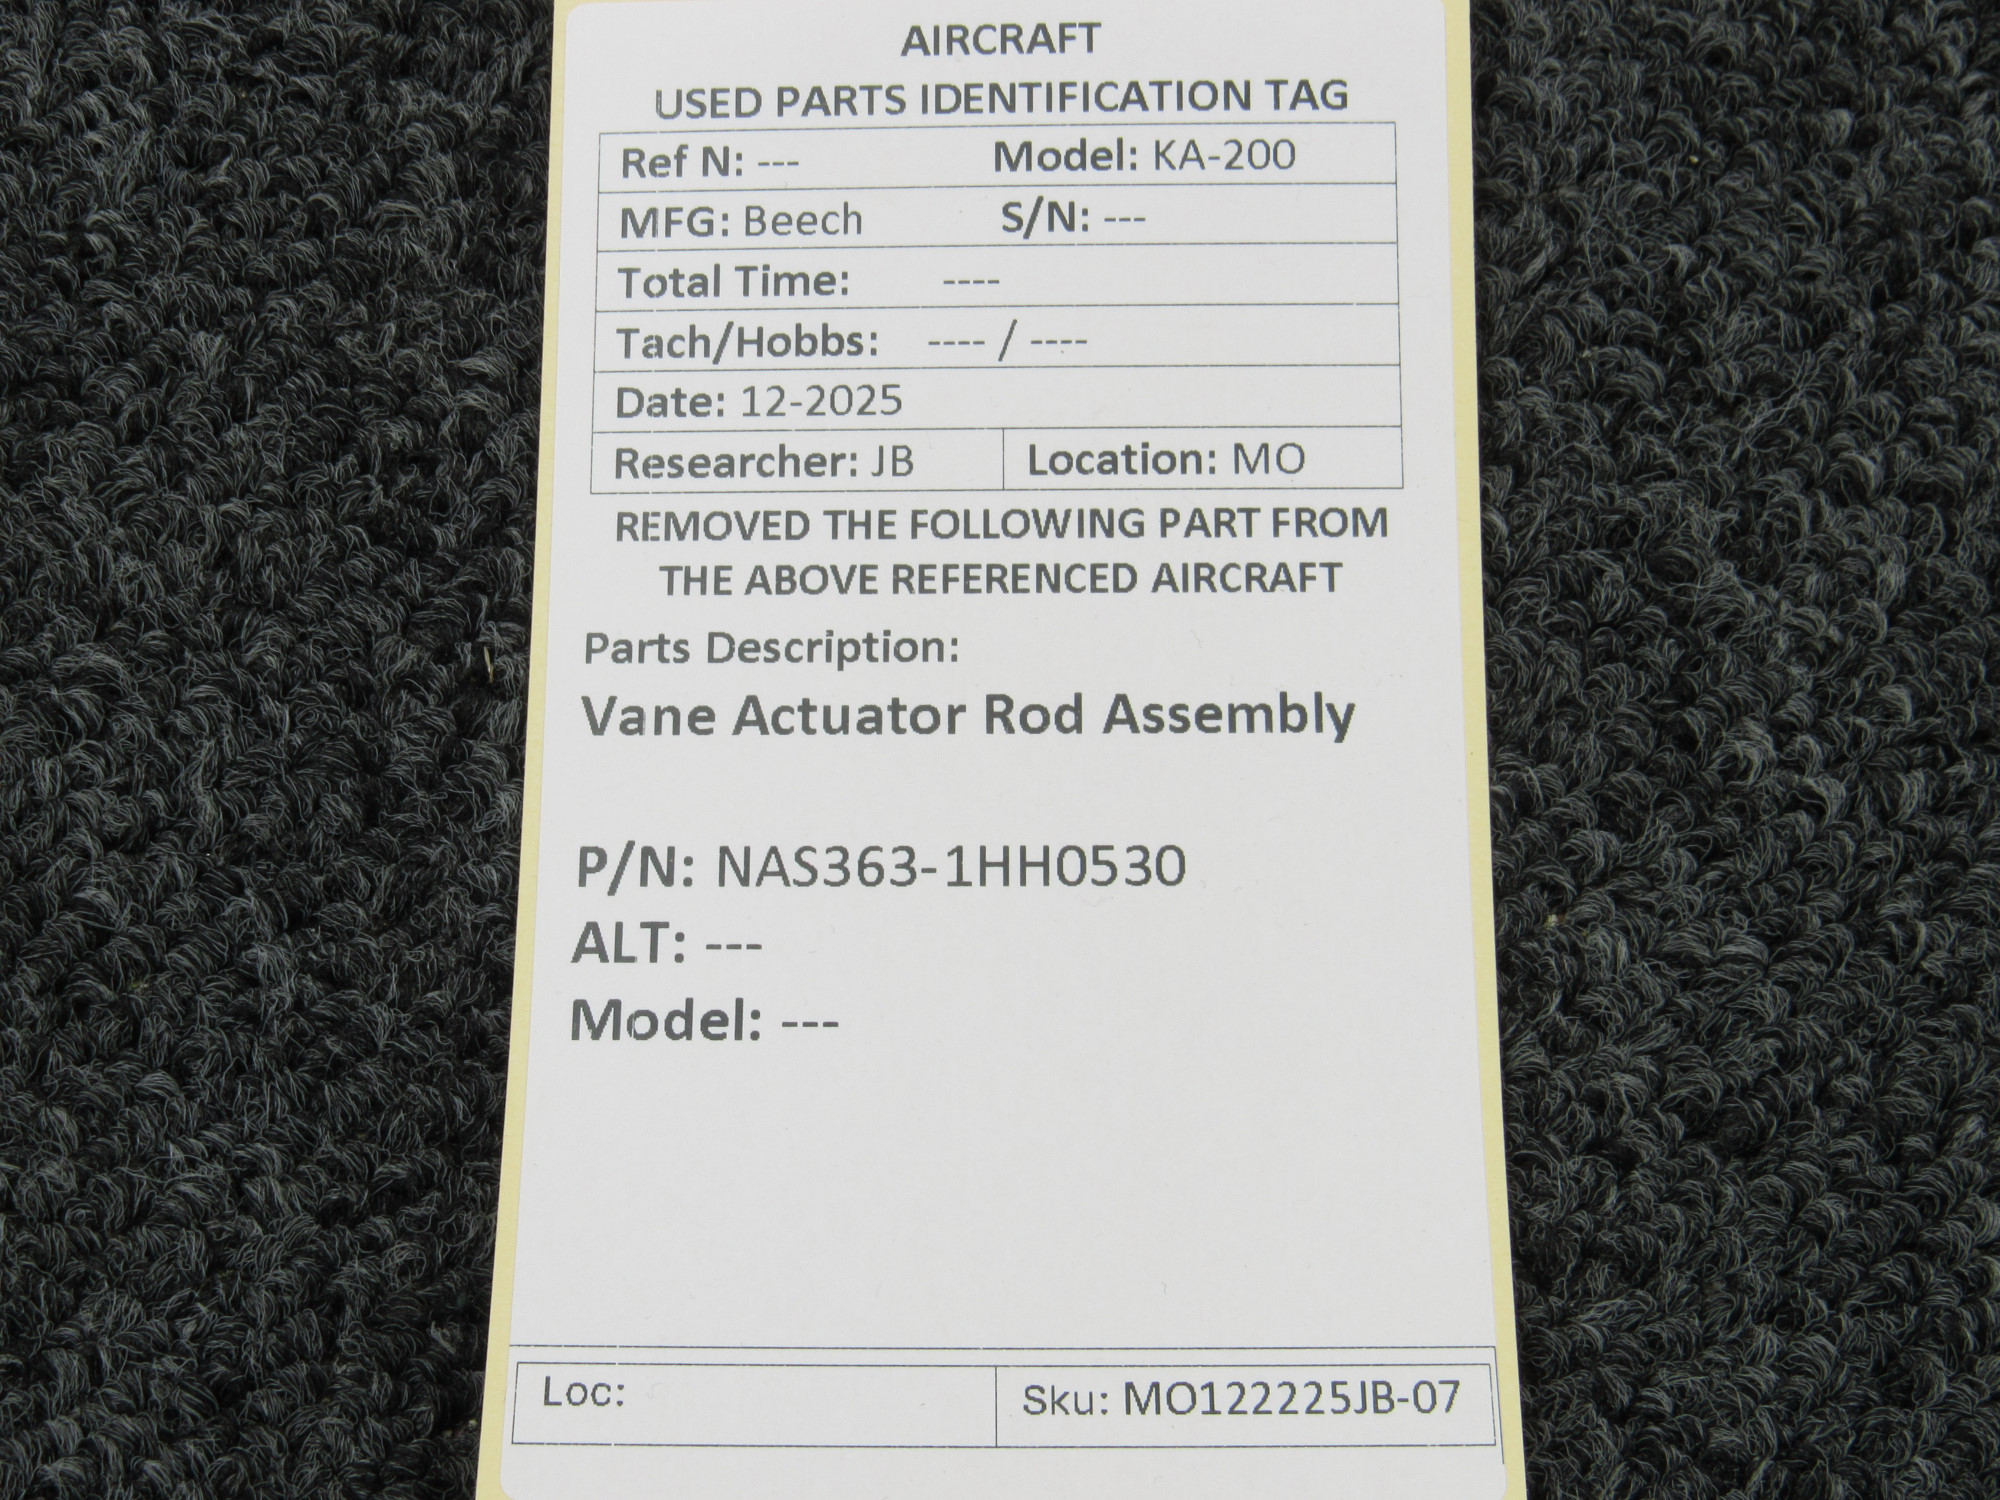 AIRCRAFT
USED PARTS IDENTIFICATION TAG
Ref N: --- Model: KA-200
MFG: Beech S/N: ---
Total Time: ----
Tach/Hobbs: ---- / ----
Date: 12-2025
Researcher: JB Location: MO
REMOVED THE FOLLOWING PART FROM
THE ABOVE REFERENCED AIRCRAFT
Parts Description:
Vane Actuator Rod Assembly
P/N: NAS363-1HH0530
ALT: ---
Model: ---
Loc: Sku: MO122225JB-07